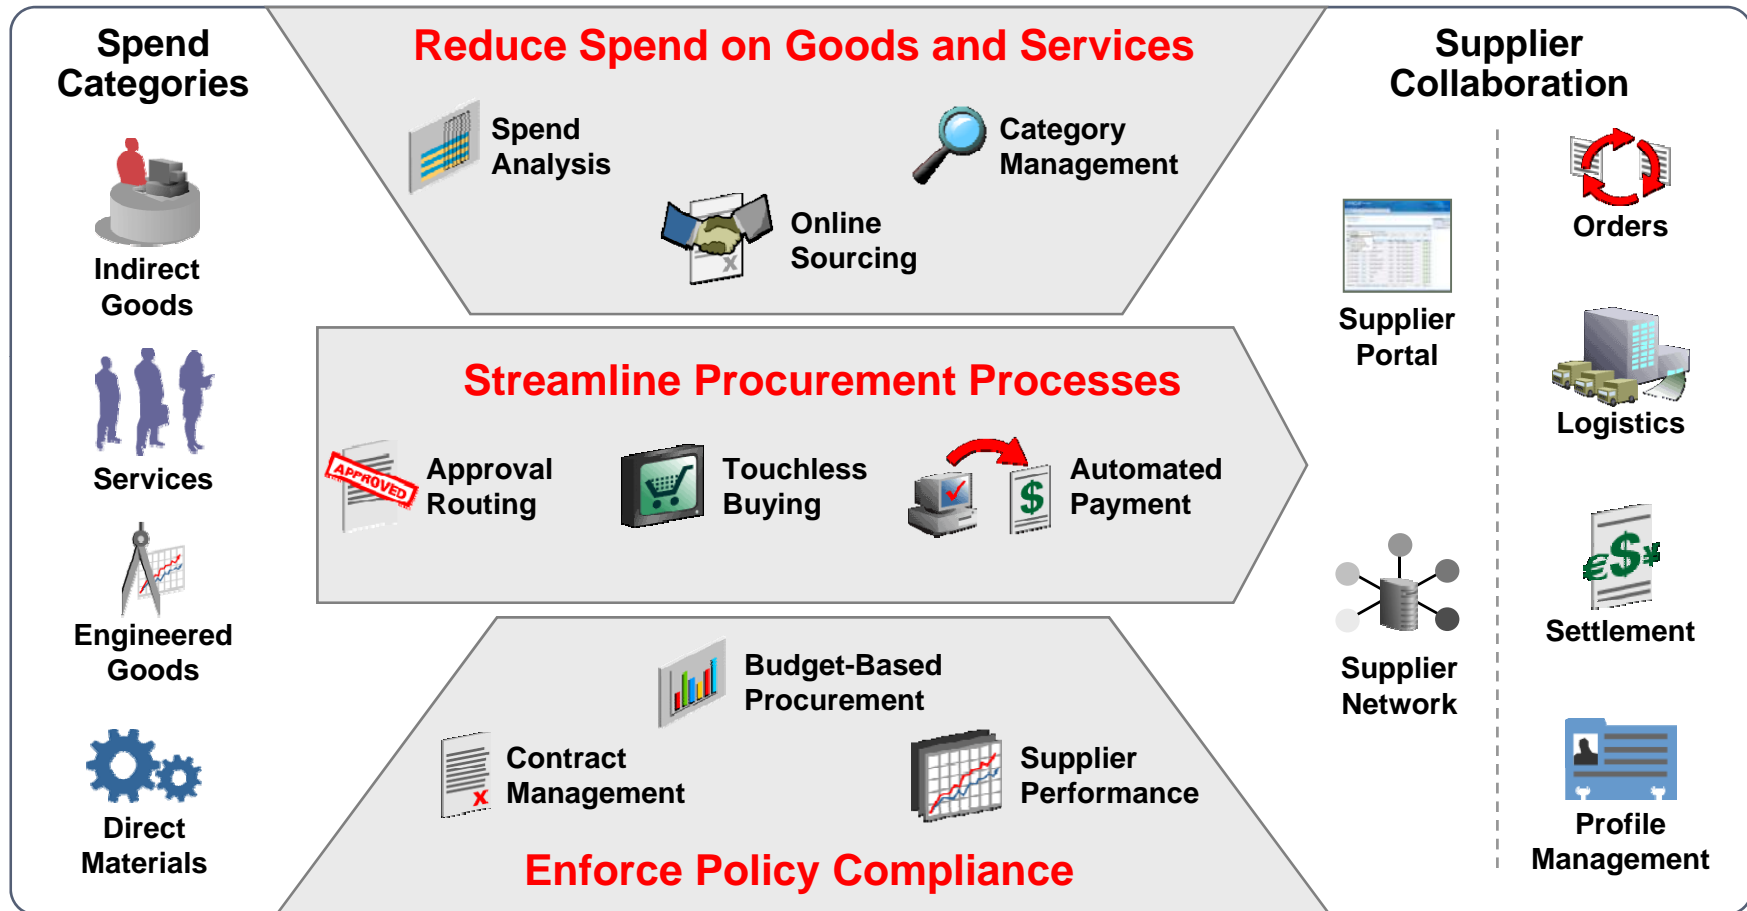 Spend
Categories
Indirect
Goods
Services
Engineered
Goods
Direct
Materials
Reduce Spend on Goods and Services
Spend
Analysis
Category
Management
Online
Sourcing
Streamline Procurement Processes
APPROVED
Approval
Routing
Touchless
Buying
$
Automated
Payment
Budget-Based
Procurement
Contract
Management
Supplier
Performance
Enforce Policy Compliance
Supplier
Collaboration
Supplier
Portal
Supplier
Network
Orders
Logistics
€$¥
Settlement
Profile
Management